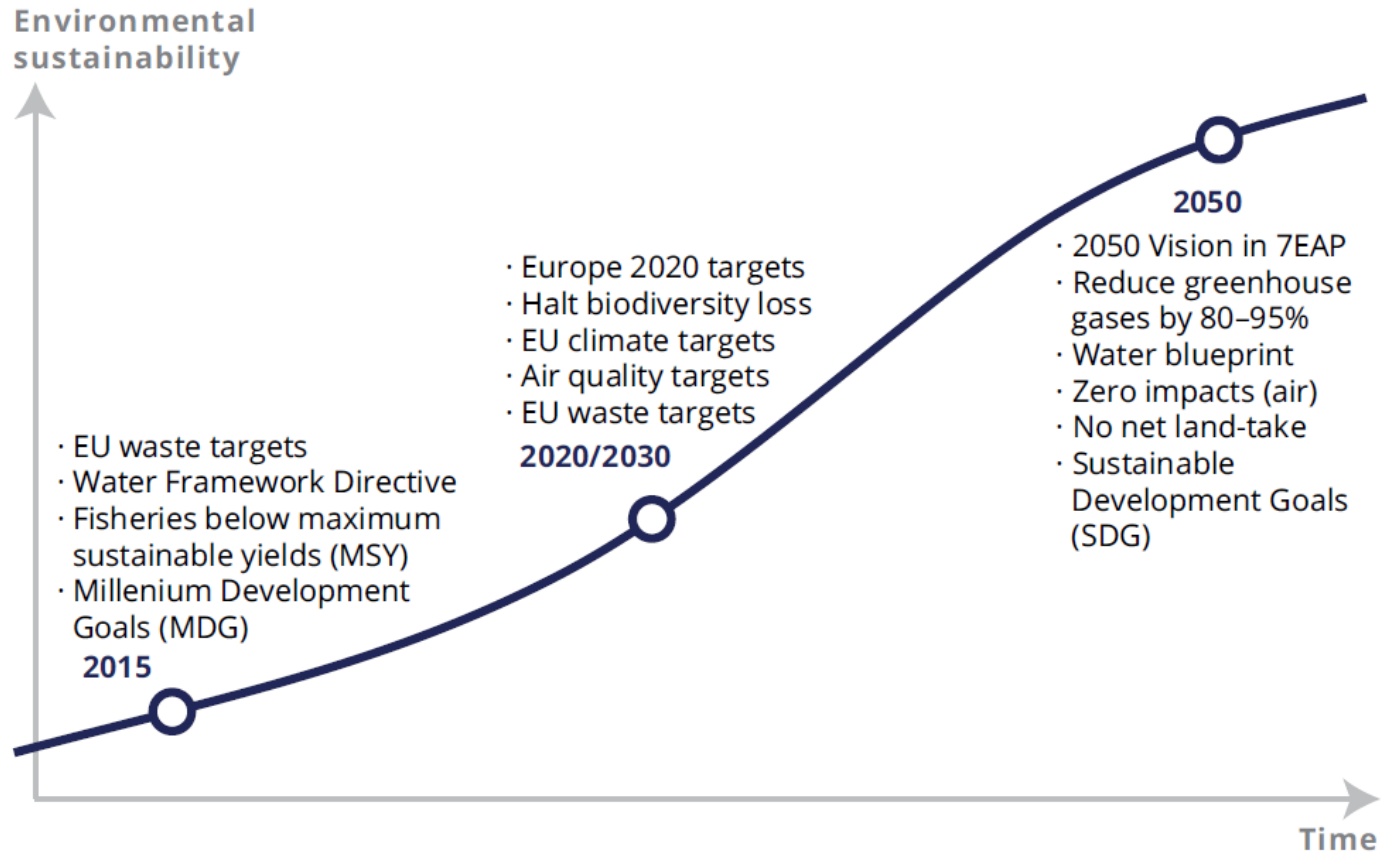 Environmental
sustainability
· EU waste targets
· Water Framework Directive
· Fisheries below maximum
sustainable yields (MSY)
· Millenium Development
Goals (MDG)
2015
· Europe 2020 targets
· Halt biodiversity loss
· EU climate targets
· Air quality targets
· EU waste targets
2020/2030
2050
· 2050 Vision in 7EAP
· Reduce greenhouse
gases by 80–95%
· Water blueprint
· Zero impacts (air)
· No net land-take
· Sustainable
Development Goals
(SDG)
Time